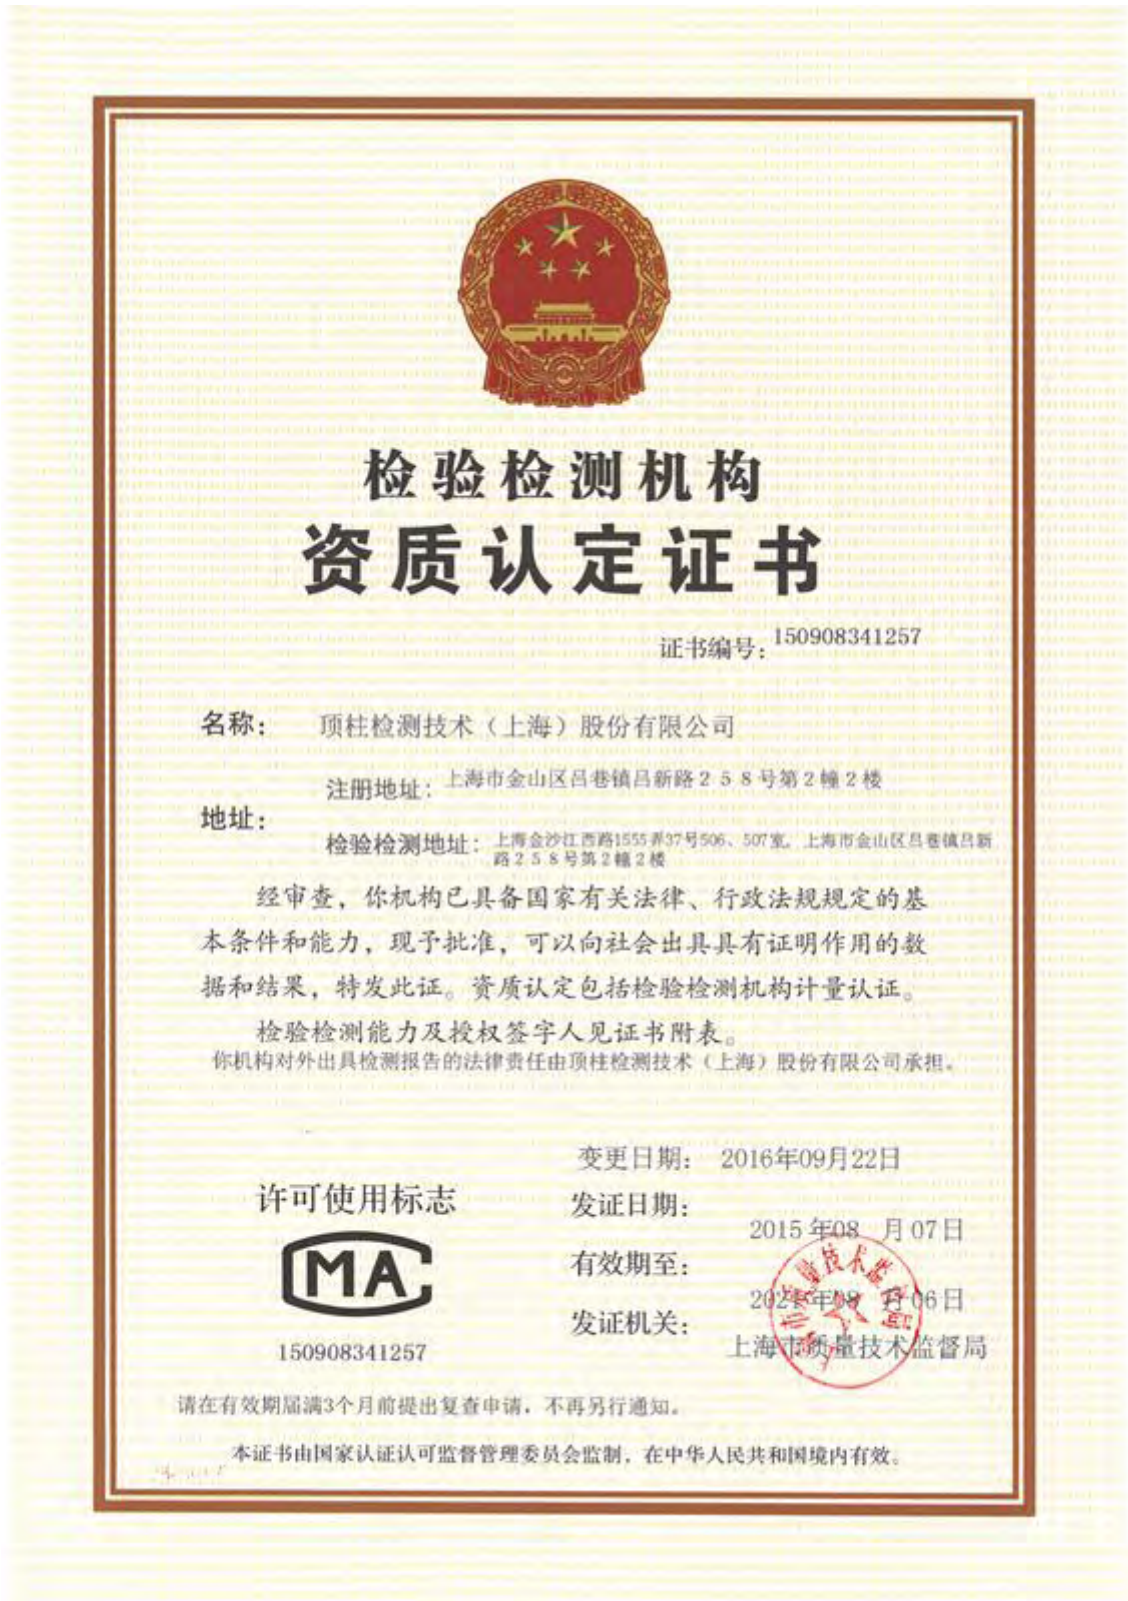 检验检测机构
资质认定证书
证书编号：150908341257
名称： 顶柱检测技术（上海）股份有限公司
地址：
注册地址：上海市金山区吕巷镇吕新路２５８号第２幢２楼
检验检测地址：上海金沙江西路1555弄37号506、507室，上海市金山区吕巷镇吕新
路２５８号第２幢２楼
经审查，你机构已具备国家有关法律、行政法规规定的基
本条件和能力，现予批准，可以向社会出具具有证明作用的数
据和结果，特发此证。资质认定包括检验检测机构计量认证。
检验检测能力及授权签字人见证书附表。
你机构对外出具检测报告的法律责任由顶柱检测技术（上海）股份有限公司承担。
许可使用标志
MA
150908341257
变更日期： 2016年09月22日
发证日期：
2015年08 月07日
有效期至：
2021年08 月06日
发证机关：
上海市质量技术监督局
请在有效期届满3个月前提出复查申请，不再另行通知。
本证书由国家认证认可监督管理委员会监制，在中华人民共和国境内有效。